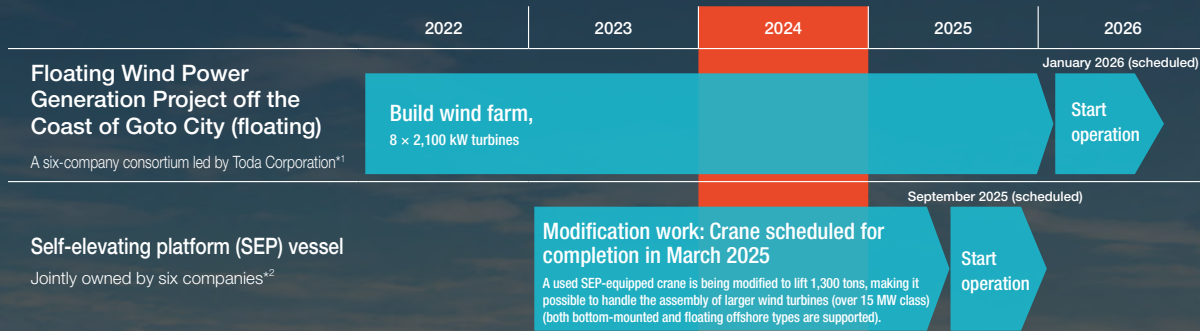 2022 2023 2024 2025 2026
Floating Wind Power
Generation Project off the
Coast of Goto City (floating)
A six-company consortium led by Toda Corporation*1
Build wind farm,
8 × 2,100 kW turbines
January 2026 (scheduled)
Start
operation
Self-elevating platform (SEP) vessel
Jointly owned by six companies*2
Modification work: Crane scheduled for
completion in March 2025
A used SEP-equipped crane is being modified to lift 1,300 tons, making it
possible to handle the assembly of larger wind turbines (over 15 MW class)
(both bottom-mounted and floating offshore types are supported).
September 2025 (scheduled)
Start
operation